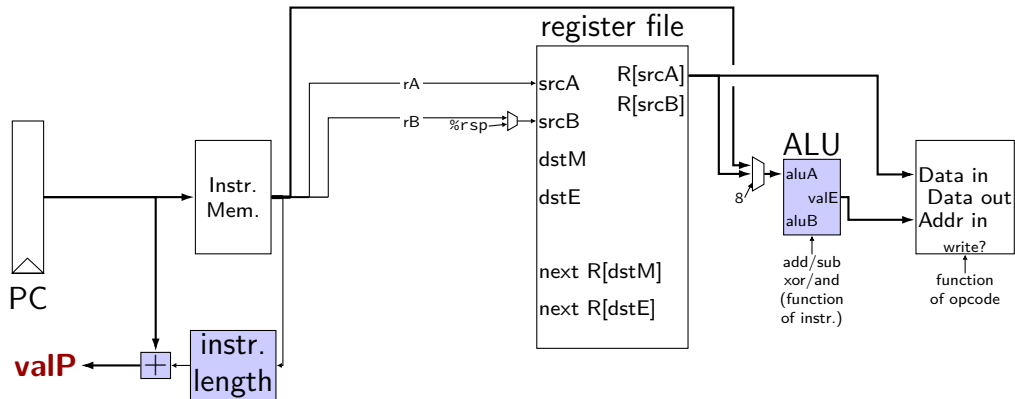 register file
R[srcA]
R[srcB]
srcA
srcB
dstM
dstE
next R[dstM]
next R[dstE]
rA
rB
%rsp
PC
Instr.
Mem.
instr.
length
+
valP
8
ALU
aluA
valE
aluB
add/sub
xor/and
(function
of instr.)
Data in
Data out
Addr in
write?
function
of opcode